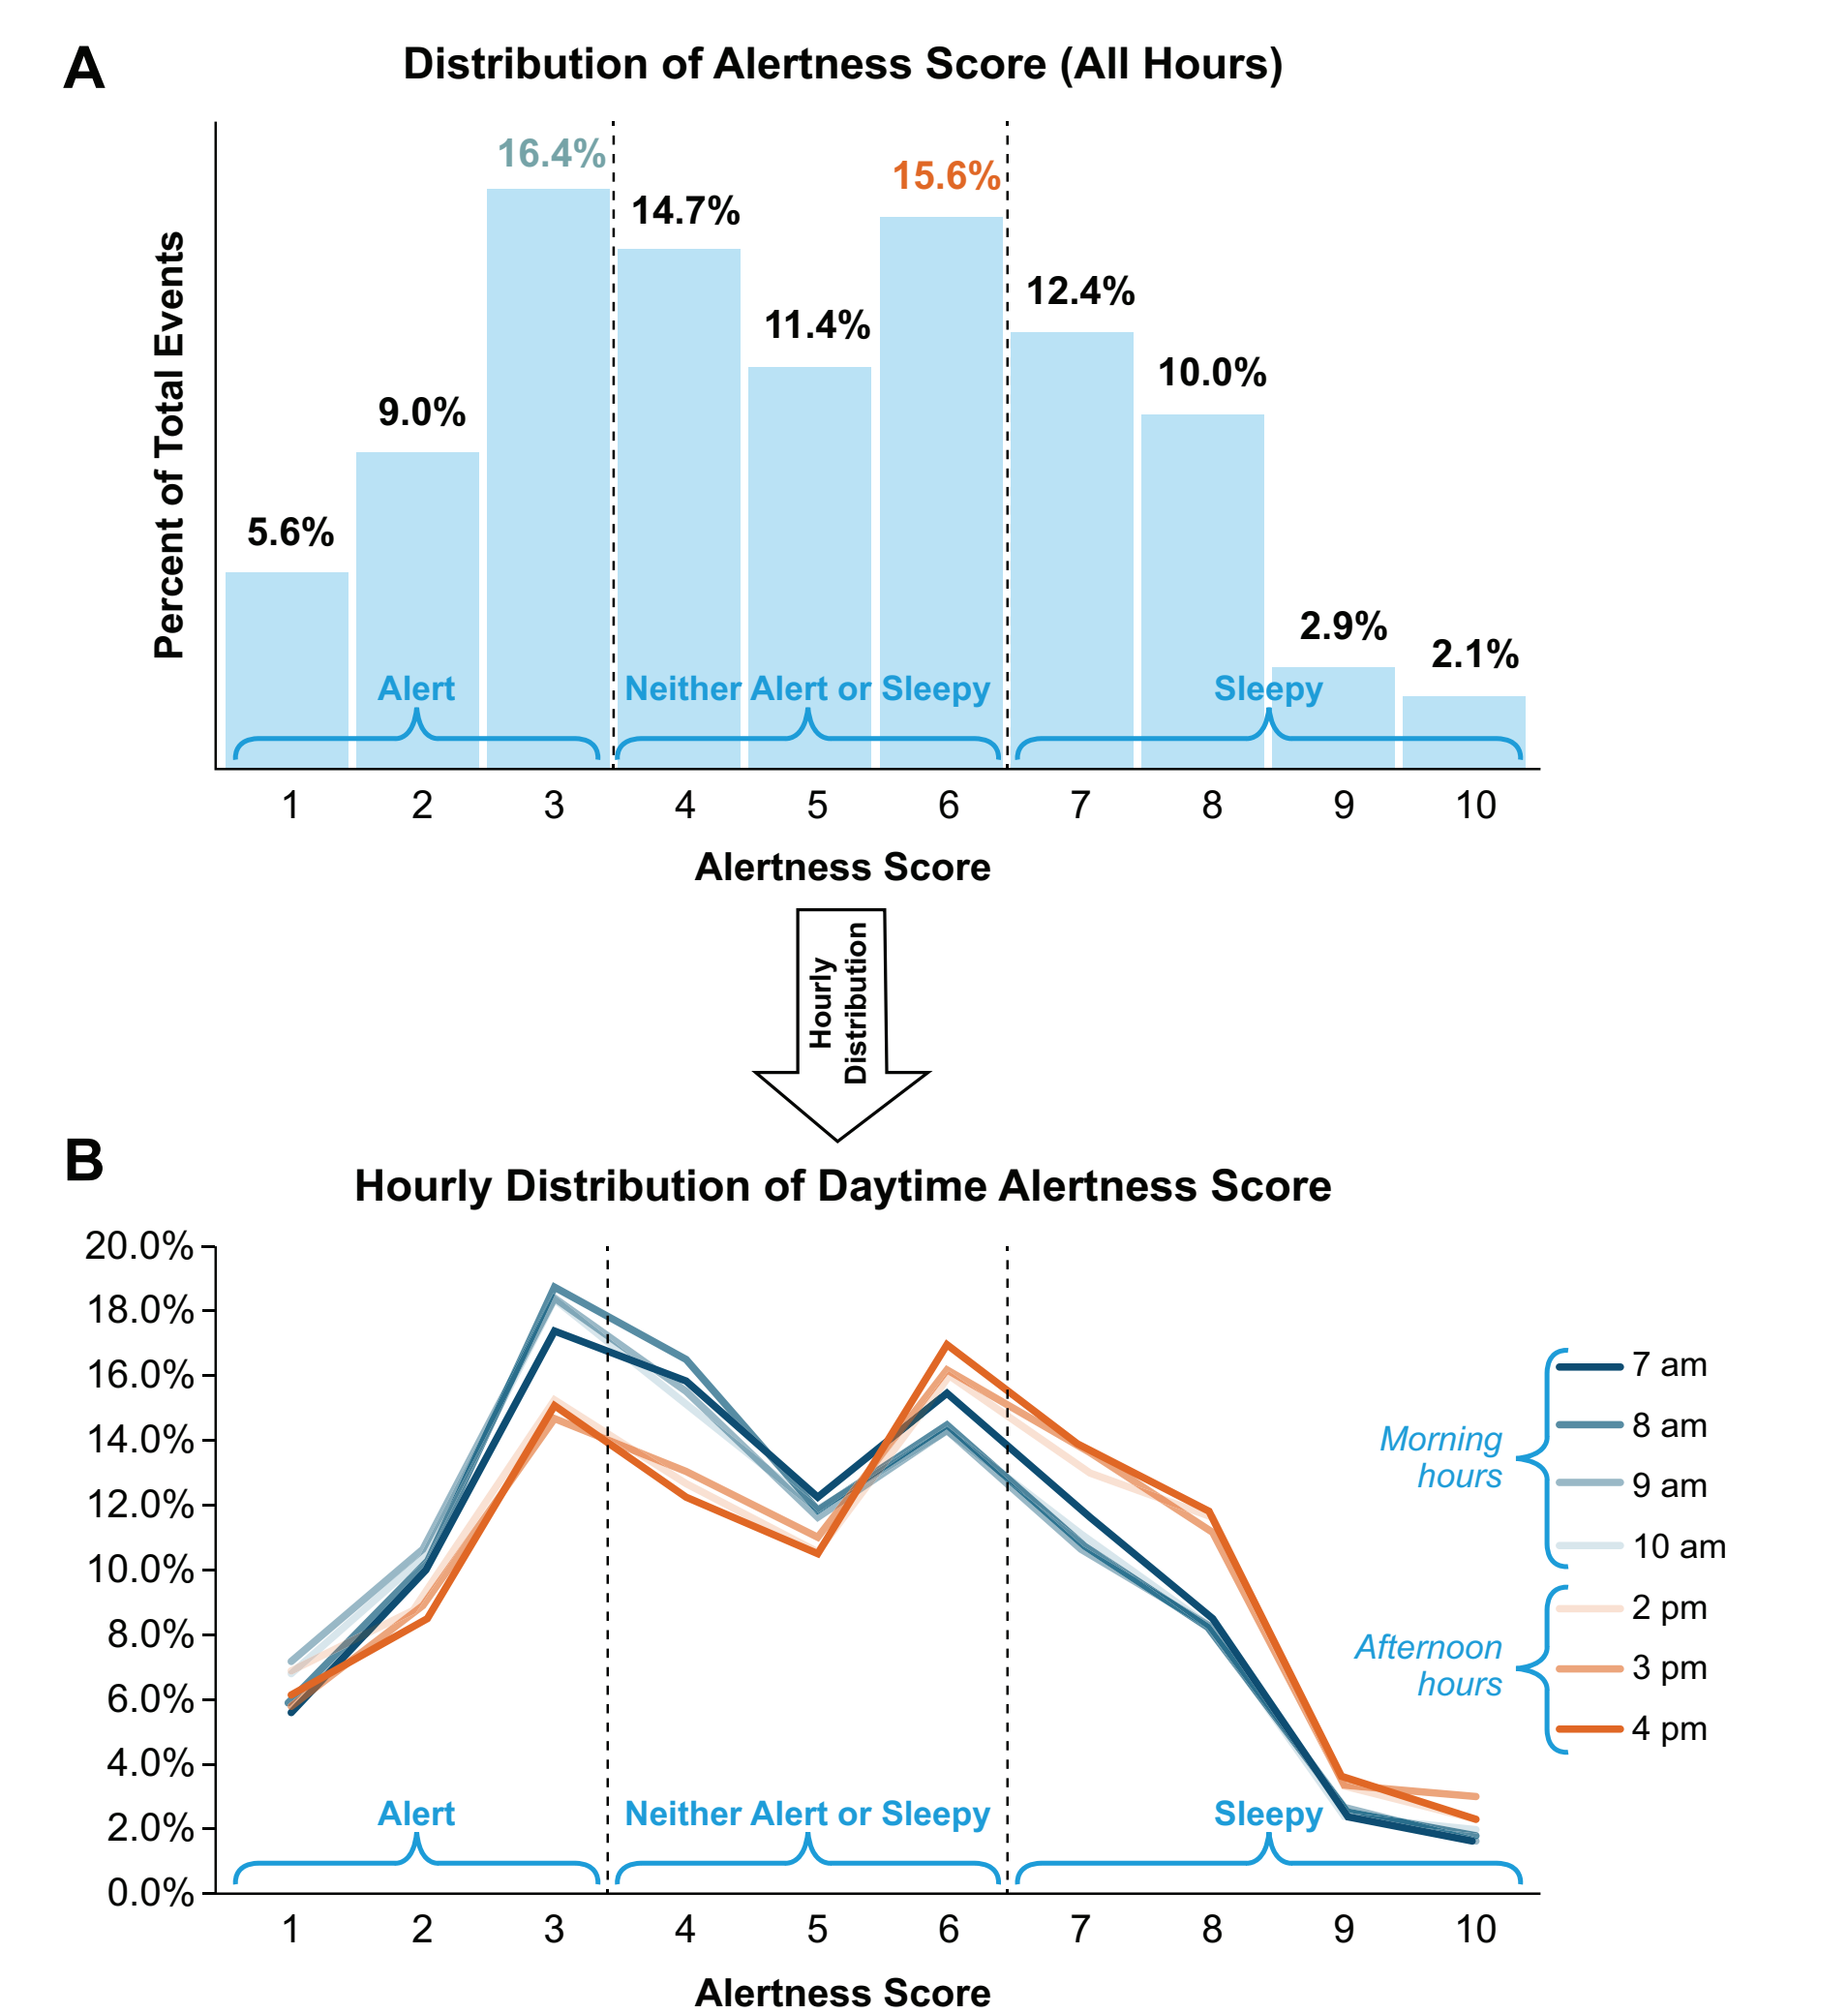 A
Distribution of Alertness Score (All Hours)
Percent of Total Events
5.6%
9.0%
16.4%
14.7%
11.4%
15.6%
12.4%
10.0%
2.9%
2.1%
Alert
Neither Alert or Sleepy
Sleepy
1 2 3 4 5 6 7 8 9 10
Alertness Score
Hourly
Distribution
B
Hourly Distribution of Daytime Alertness Score
20.0%
18.0%
16.0%
14.0%
12.0%
10.0%
8.0%
6.0%
4.0%
2.0%
0.0%
Alert
Neither Alert or Sleepy
Sleepy
1 2 3 4 5 6 7 8 9 10
Alertness Score
Morning
hours
7 am
8 am
9 am
10 am
Afternoon
hours
2 pm
3 pm
4 pm